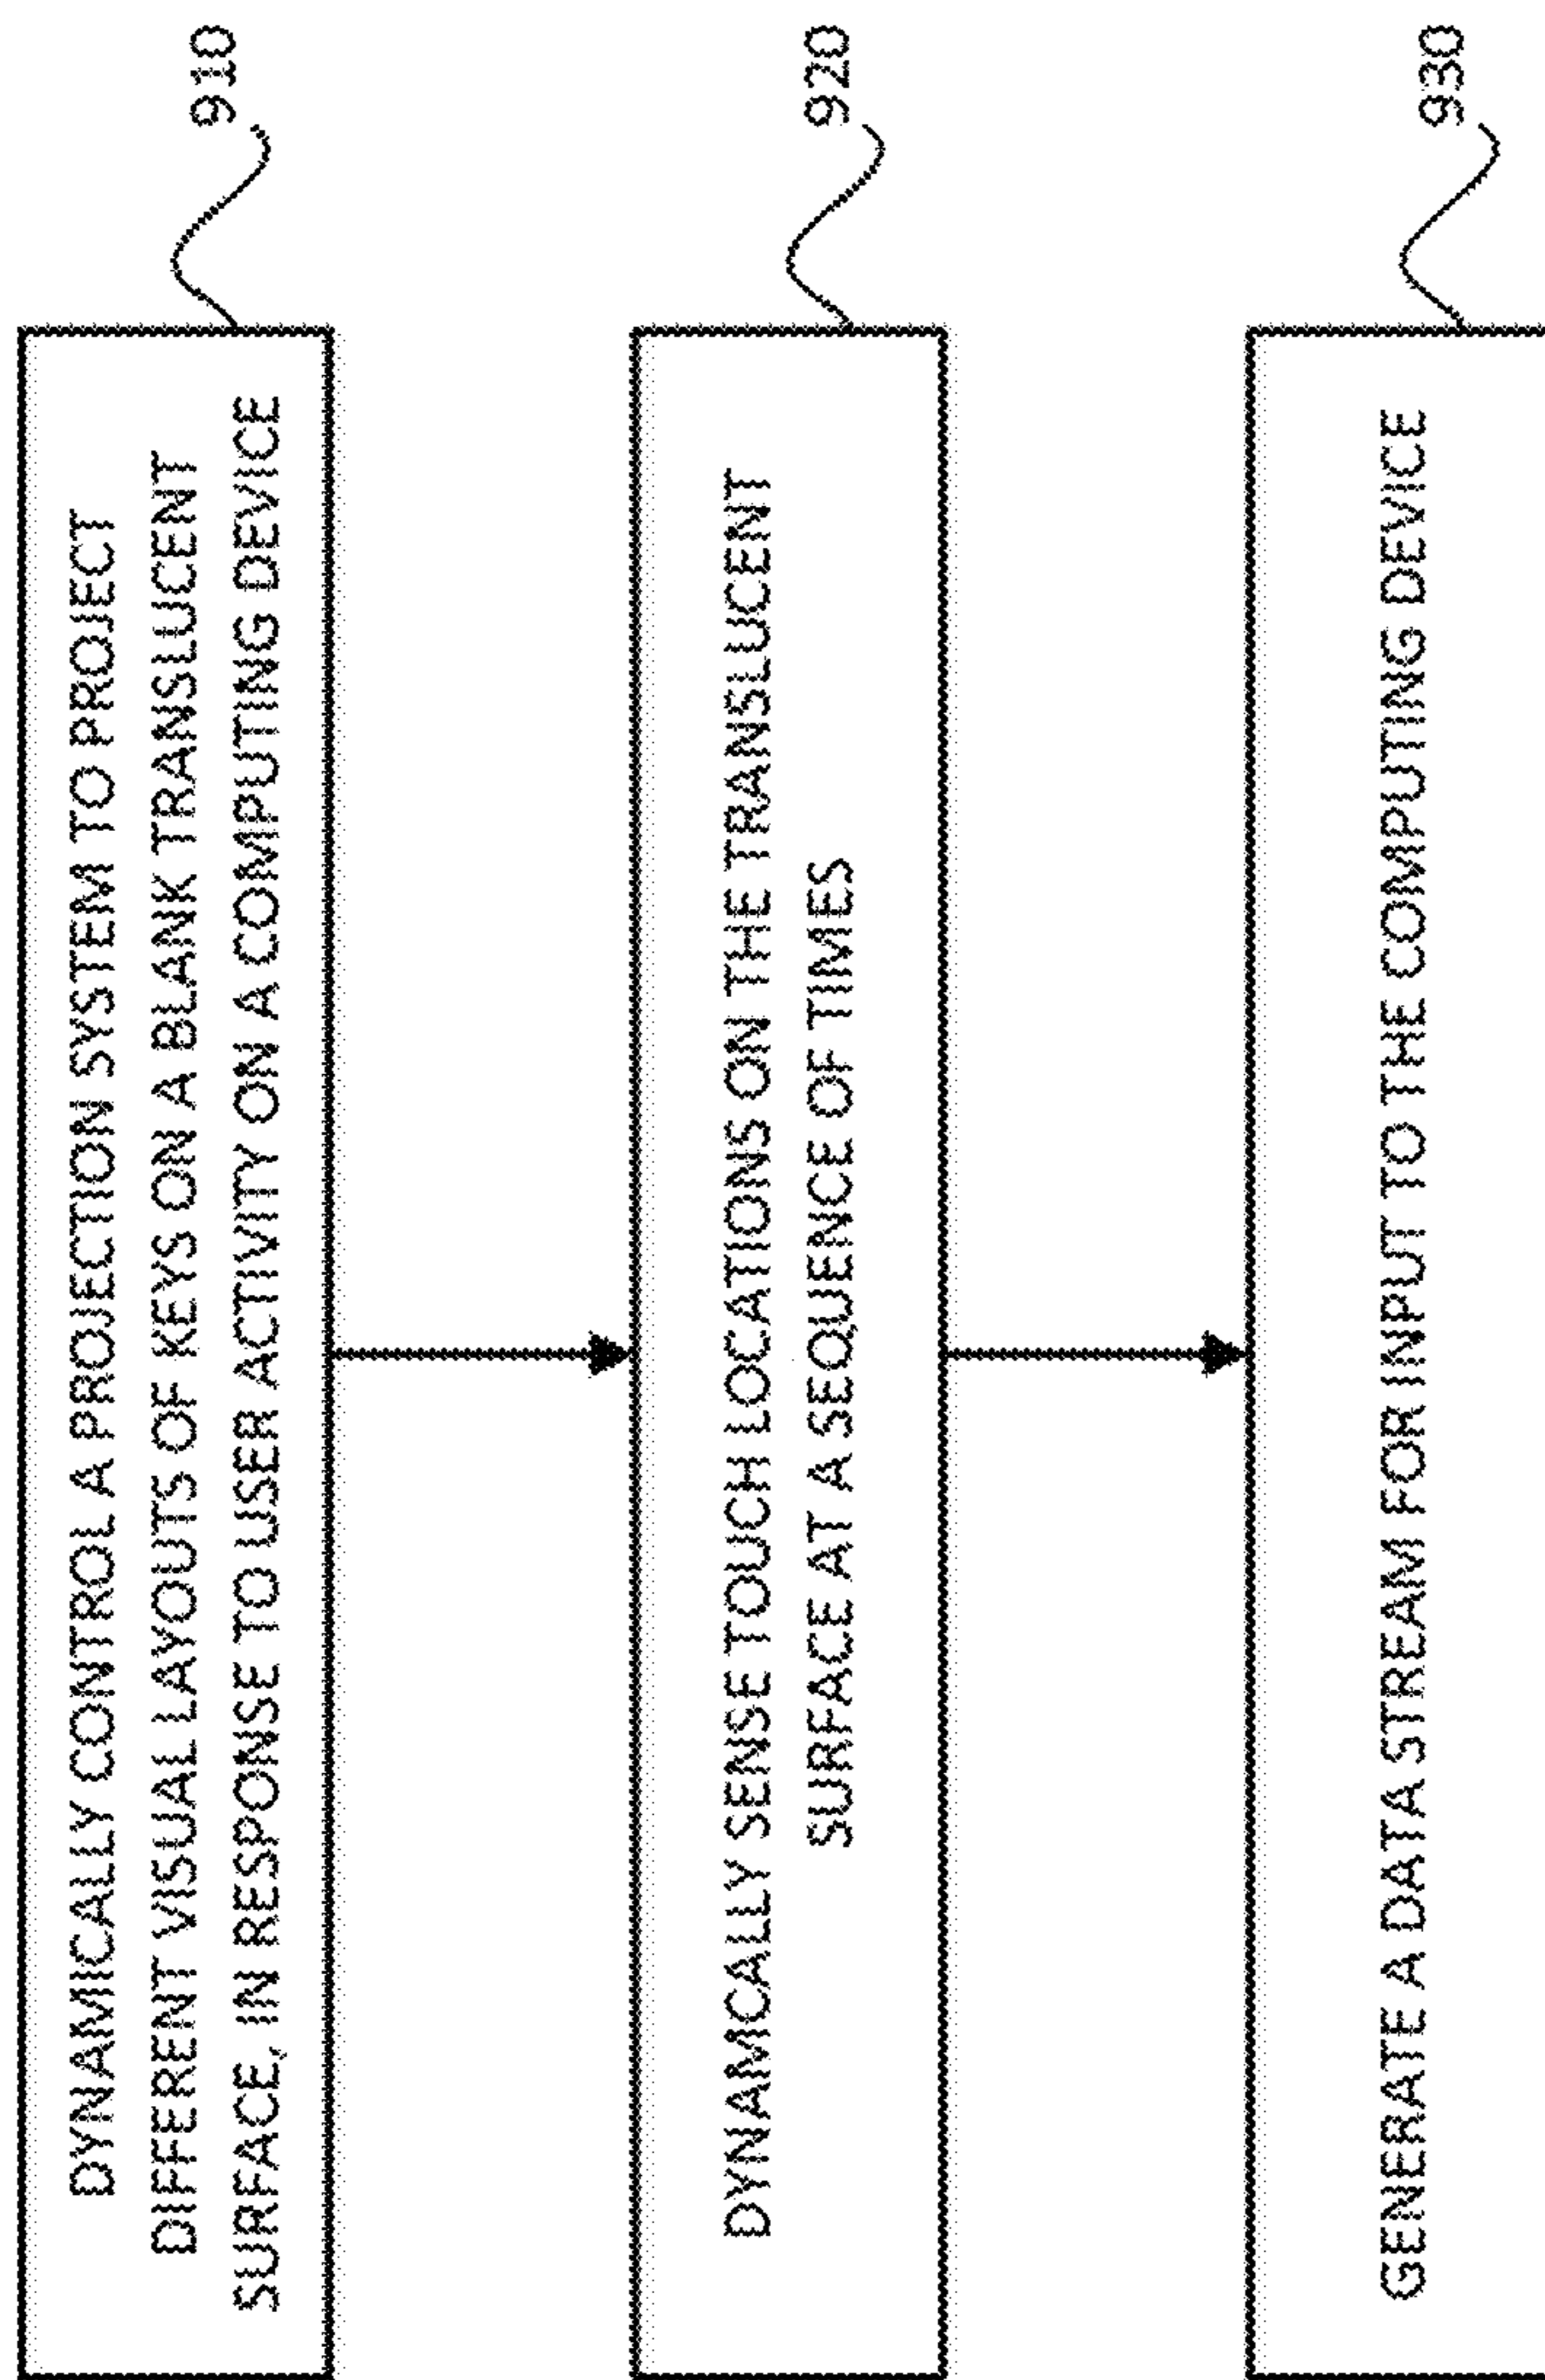 DYNAMICALLY CONTROL A PROJECTION SYSTEM TO PROJECT
DIFFERENT VISUAL LAYOUTS OF KEYS ON A BLANK TRANSLUCENT
SURFACE, IN RESPONSE TO USER ACTIVITY ON A COMPUTING DEVICE
910
DYNAMCALLY SENSE TOUCH LOCATIONS ON THE TRANSLUCENT
SURFACE AT A SEQUENCE OF TIMES
920
GENERATE A DATA STREAM FOR INPUT TO THE COMPUTING DEVICE
930